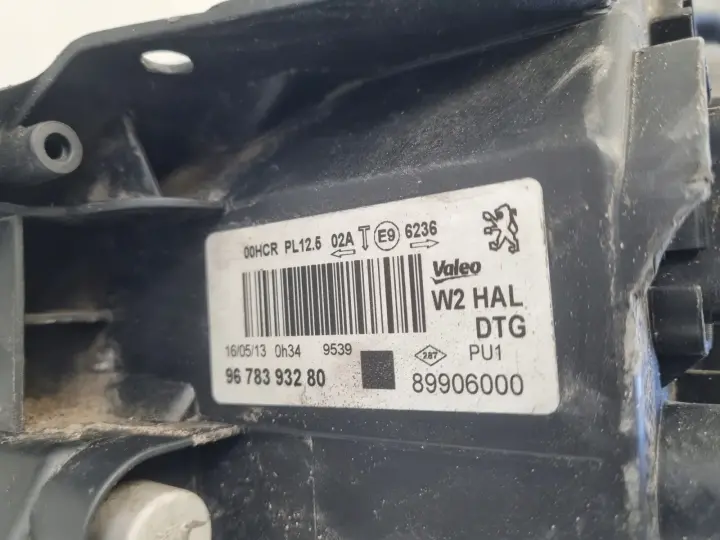 00HCR PL12.5 02A E9 6236
Valeo
W2 HAL
DTG
16/05/13 0h34 9539 287 PU1
96 783 932 80 89906000